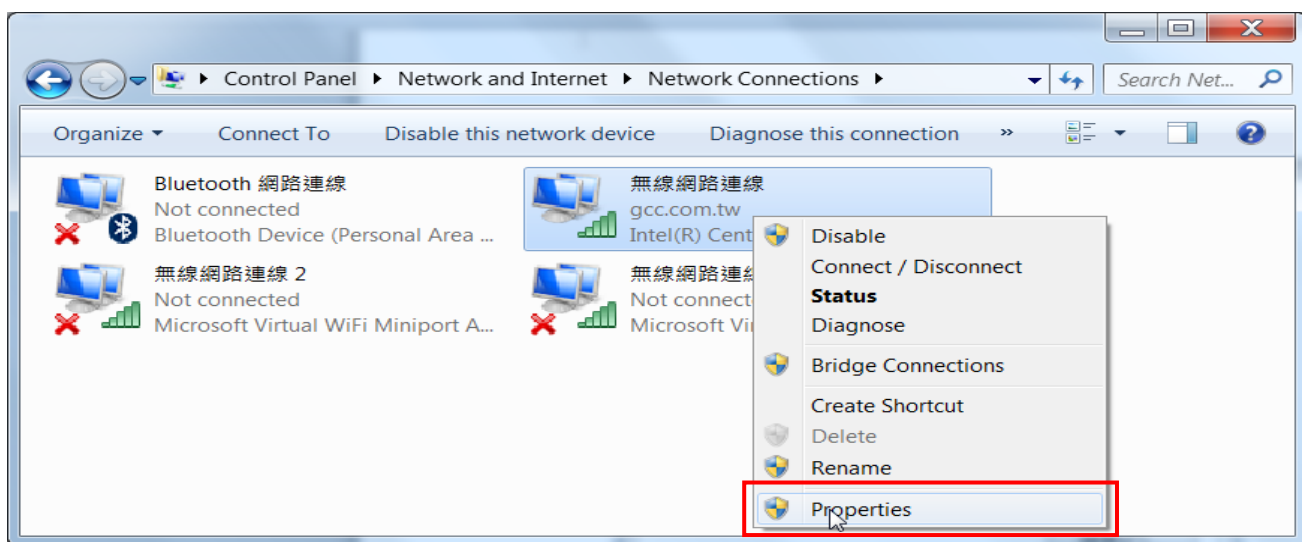 Control Panel ▸ Network and Internet ▸ Network Connections ▸
Search Net...
Organize Connect To Disable this network device Diagnose this connection »
Bluetooth 網路連線
Not connected
Bluetooth Device (Personal Area ...
無線網路連線
gcc.com.tw
Intel(R) Cent
無線網路連線 2
Not connected
Microsoft Virtual WiFi Miniport A...
無線網路連線
Not connect
Microsoft Vi
Disable
Connect / Disconnect
Status
Diagnose
Bridge Connections
Create Shortcut
Delete
Rename
Properties